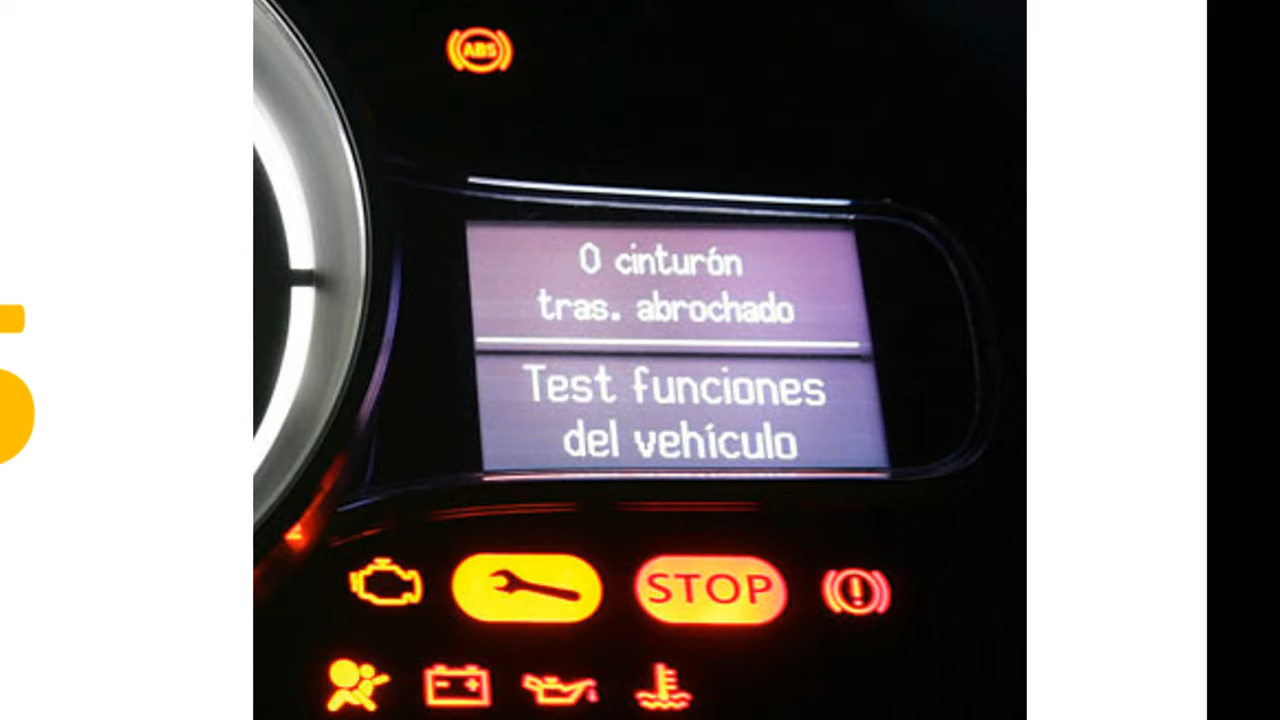 ABS
0 cinturón
tras. abrochado
Test funciones
del vehículo
STOP